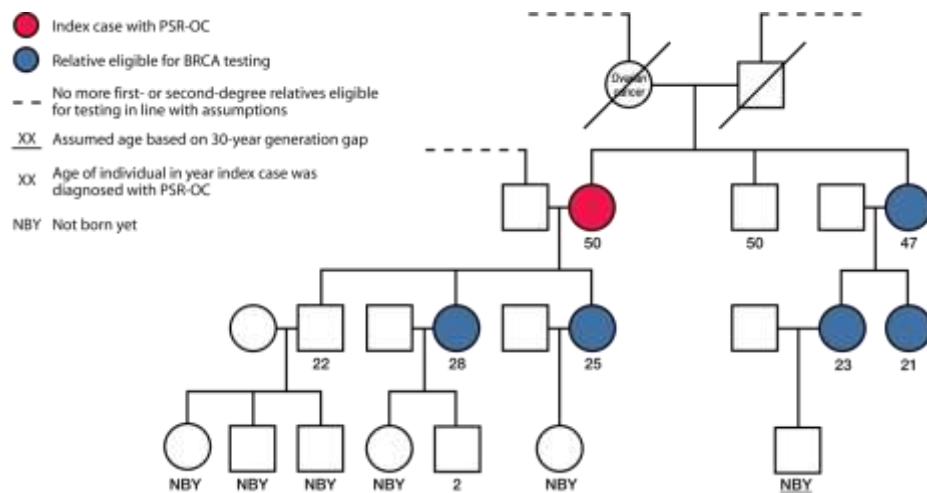 Index case with PSR-OC
Relative eligible for BRCA testing
No more first- or second-degree relatives eligible
for testing in line with assumptions
XX Assumed age based on 30-year generation gap
XX Age of individual in year index case was
diagnosed with PSR-OC
NBY Not born yet
Ovarian
cancer
50 50 47
22 28 25 23 21
NBY NBY NBY NBY 2 NBY NBY